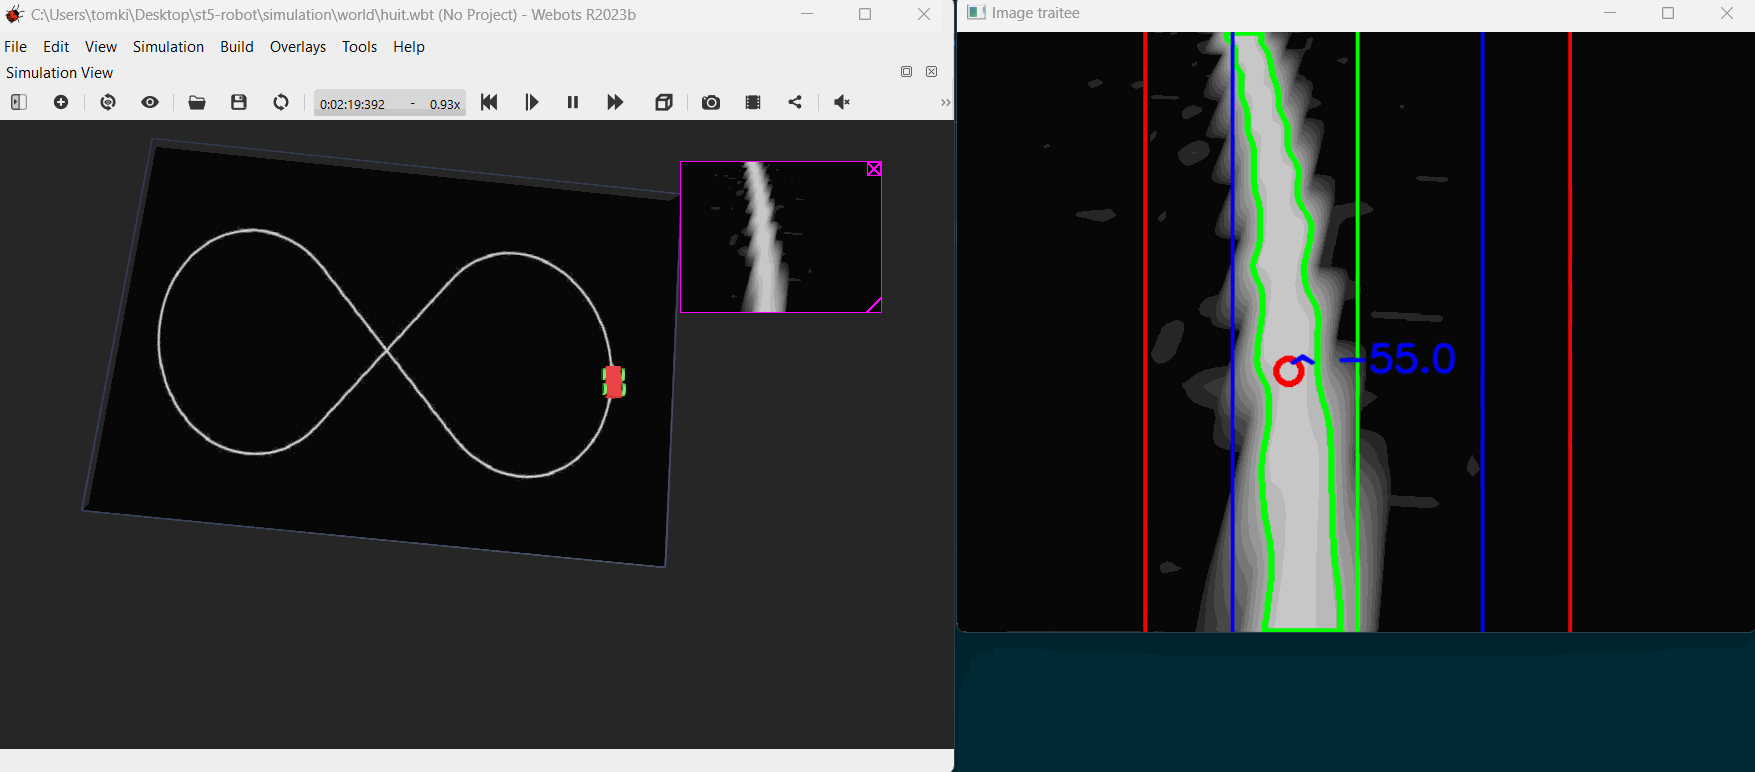 C:\Users\tomki\Desktop\st5-robot\simulation\world\huit.wbt (No Project) - Webots R2023b
File Edit View Simulation Build Overlays Tools Help
Simulation View
0:02:19:392 - 0.93x
»
Image traitee
-55.0